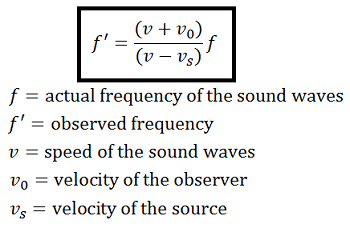 f′ = (v + v₀) / (v − vₛ) f
f = actual frequency of the sound waves
f′ = observed frequency
v = speed of the sound waves
v₀ = velocity of the observer
vₛ = velocity of the source